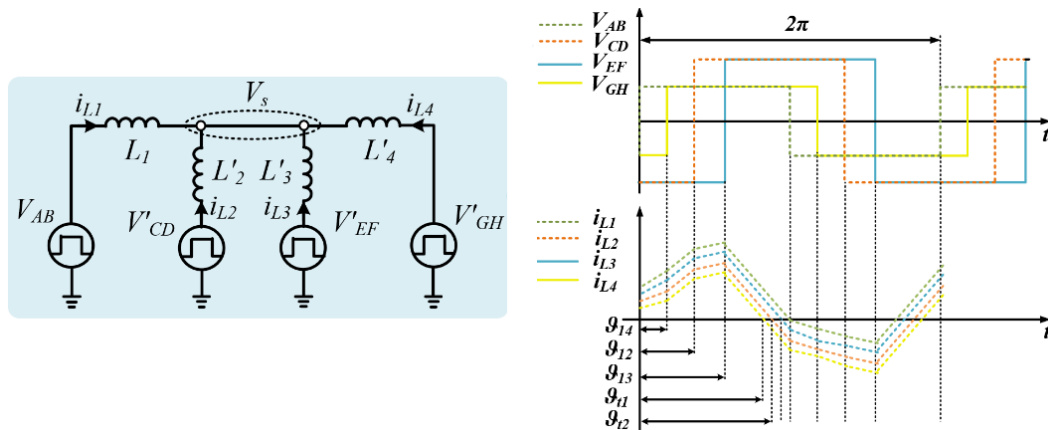 V_s
i_L1
i_L4
L_1
L'_2
L'_3
L'_4
i_L2
i_L3
V_AB
V'_CD
V'_EF
V'_GH
V_AB
V_CD
V_EF
V_GH
2π
t
i_L1
i_L2
i_L3
i_L4
t
ϑ_14
ϑ_12
ϑ_13
ϑ_t1
ϑ_t2